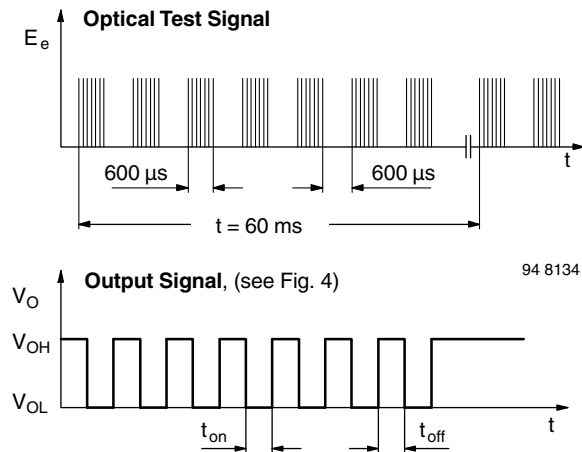 Optical Test Signal
E e
t
600 µs
600 µs
t = 60 ms
94 8134
Output Signal, (see Fig. 4)
V O
V OH
V OL
t
t on
t off